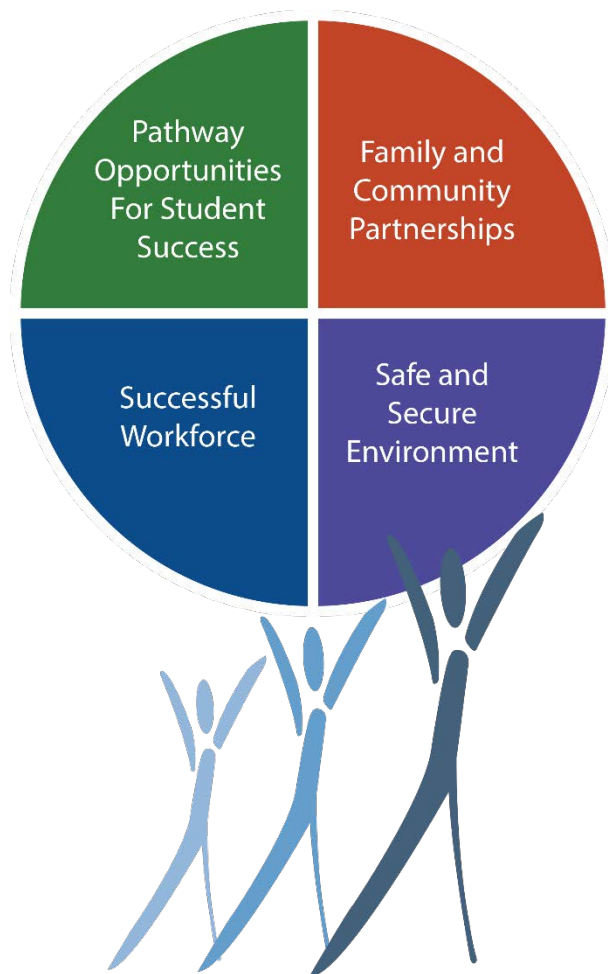 Pathway
Opportunities
For Student
Success
Family and
Community
Partnerships
Successful
Workforce
Safe and
Secure
Environment